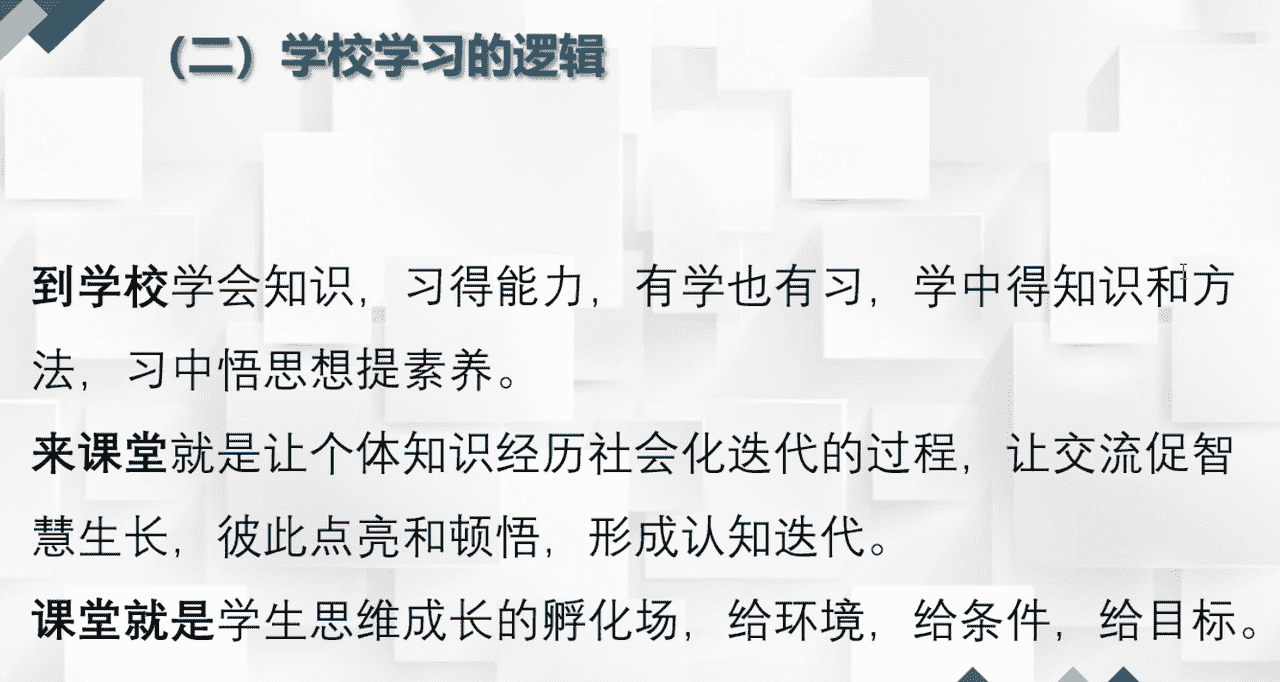 （二）学校学习的逻辑
到学校学会知识，习得能力，有学也有习，学中得知识和方
法，习中悟思想提素养。
来课堂就是让个体知识经历社会化迭代的过程，让交流促智
慧生长，彼此点亮和顿悟，形成认知迭代。
课堂就是学生思维成长的孵化场，给环境，给条件，给目标。